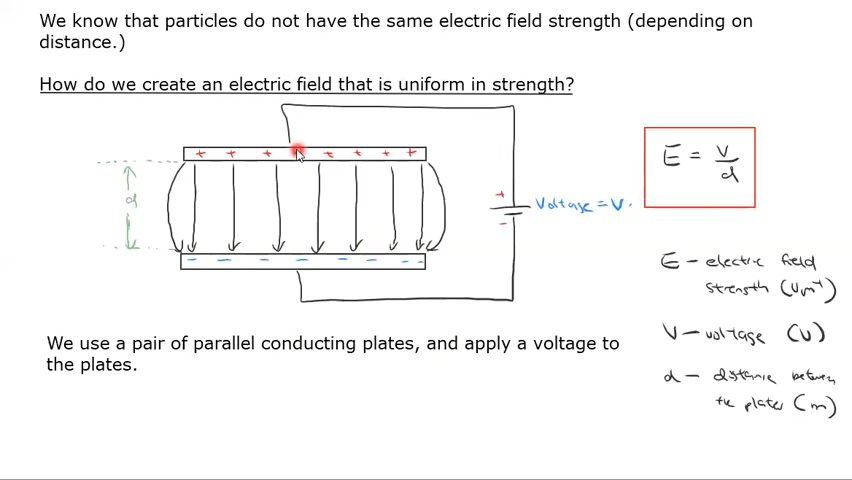 We know that particles do not have the same electric field strength (depending on
distance.)
How do we create an electric field that is uniform in strength?
+ + + + + + +
E = v/d
d
+
Voltage = V.
-
- - - - - - - -
E - electric field
strength (Vm⁻¹)
V - voltage (V)
d - distance between
the plates (m)
We use a pair of parallel conducting plates, and apply a voltage to
the plates.